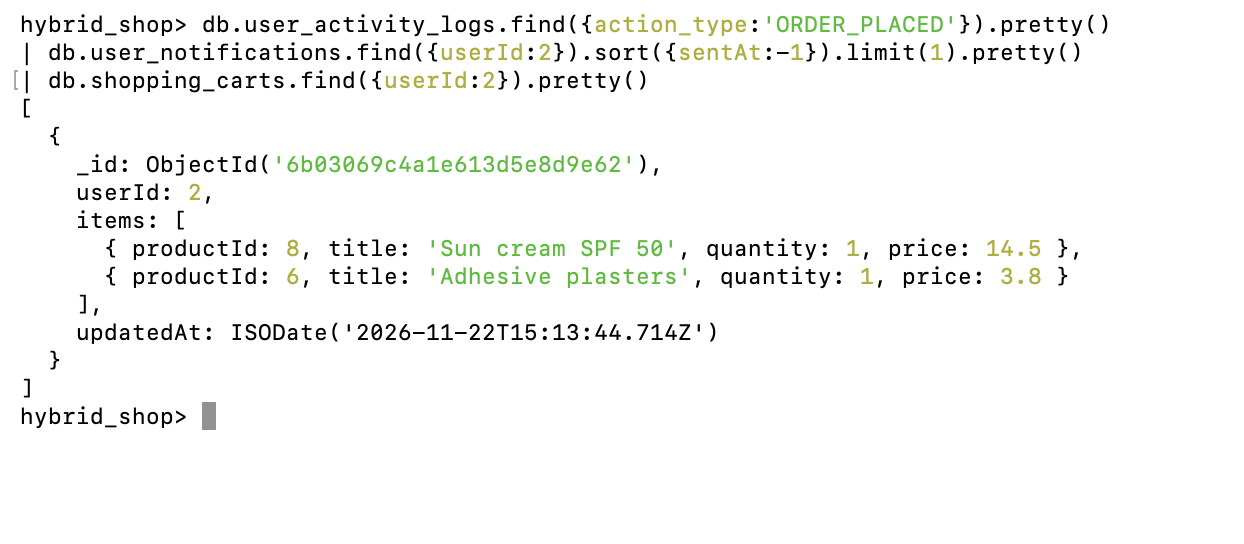 hybrid_shop> db.user_activity_logs.find({action_type:'ORDER_PLACED'}).pretty()
| db.user_notifications.find({userId:2}).sort({sentAt:-1}).limit(1).pretty()
[| db.shopping_carts.find({userId:2}).pretty()
[
  {
    _id: ObjectId('6b03069c4a1e613d5e8d9e62'),
    userId: 2,
    items: [
      { productId: 8, title: 'Sun cream SPF 50', quantity: 1, price: 14.5 },
      { productId: 6, title: 'Adhesive plasters', quantity: 1, price: 3.8 }
    ],
    updatedAt: ISODate('2026-11-22T15:13:44.714Z')
  }
]
hybrid_shop>